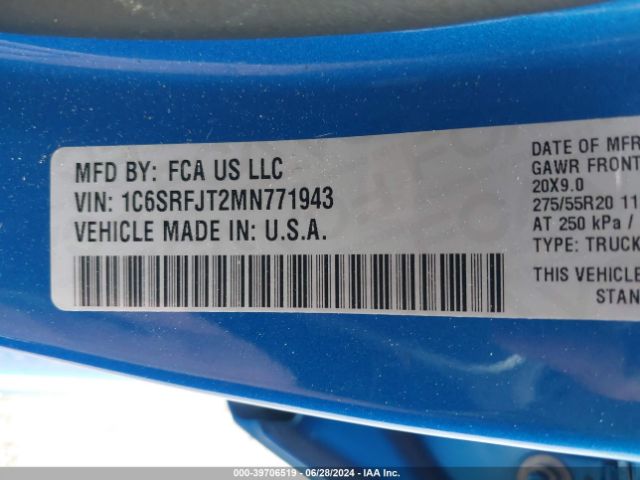 MFD BY: FCA US LLC
VIN: 1C6SRFJT2MN771943
VEHICLE MADE IN: U.S.A.
DATE OF MFR
GAWR FRONT
20X9.0
275/55R20 11
AT 250 kPa /
TYPE: TRUCK
THIS VEHICLE
STAN
000-39706519 - 06/28/2024 - IAA Inc.